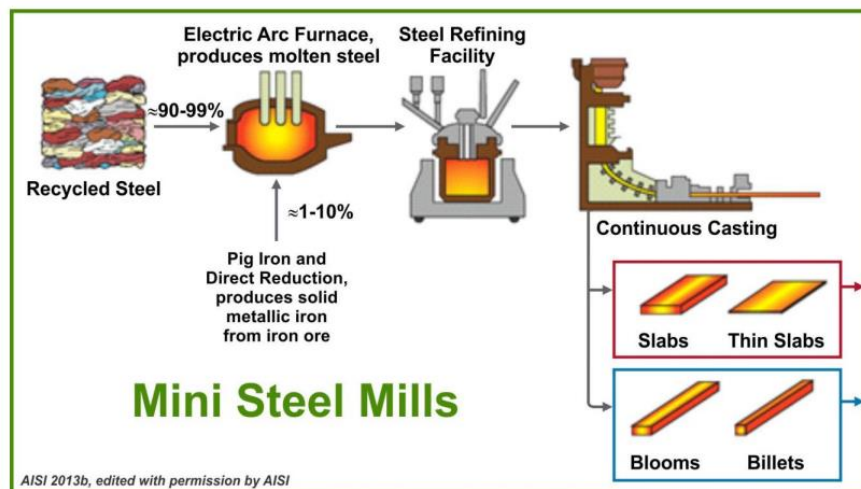 Electric Arc Furnace,
produces molten steel
Steel Refining
Facility
≈90-99%
Recycled Steel
≈1-10%
Pig Iron and
Direct Reduction,
produces solid
metallic iron
from iron ore
Continuous Casting
Slabs
Thin Slabs
Mini Steel Mills
Blooms
Billets
AISI 2013b, edited with permission by AISI